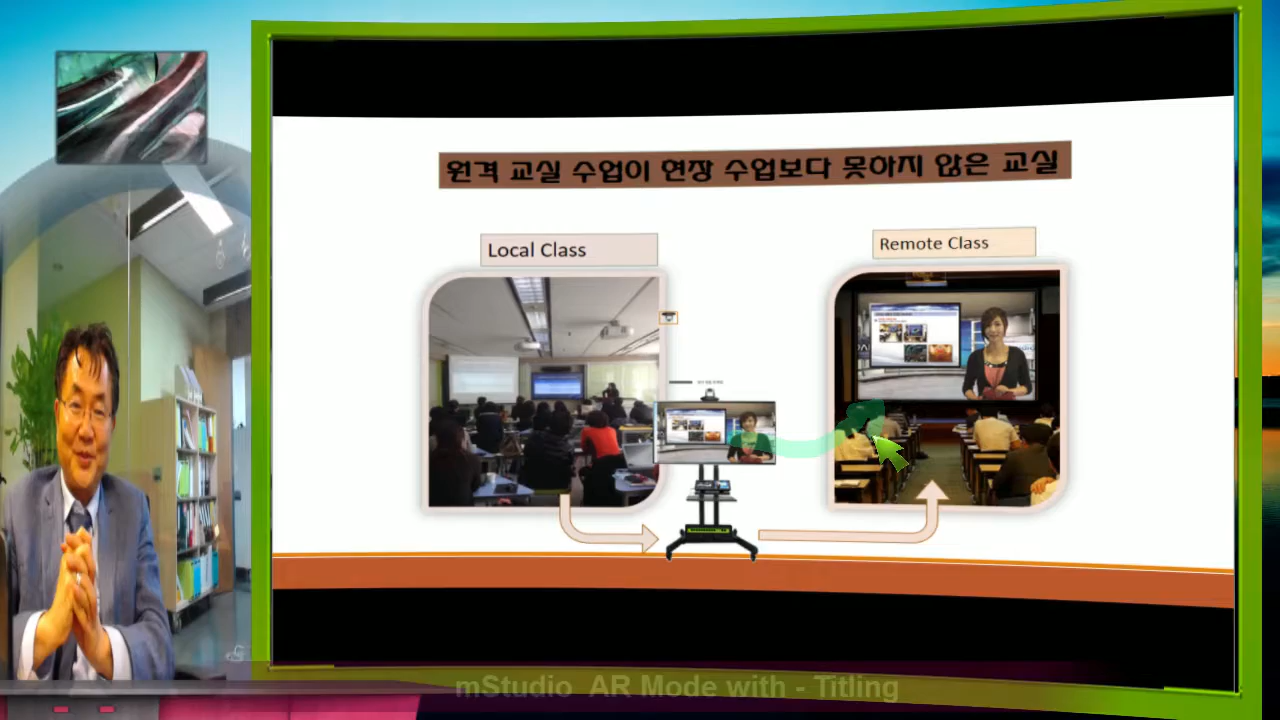 원격 교실 수업이 현장 수업보다 못하지 않은 교실
Local Class
Remote Class
mStudio AR Mode with - Titling